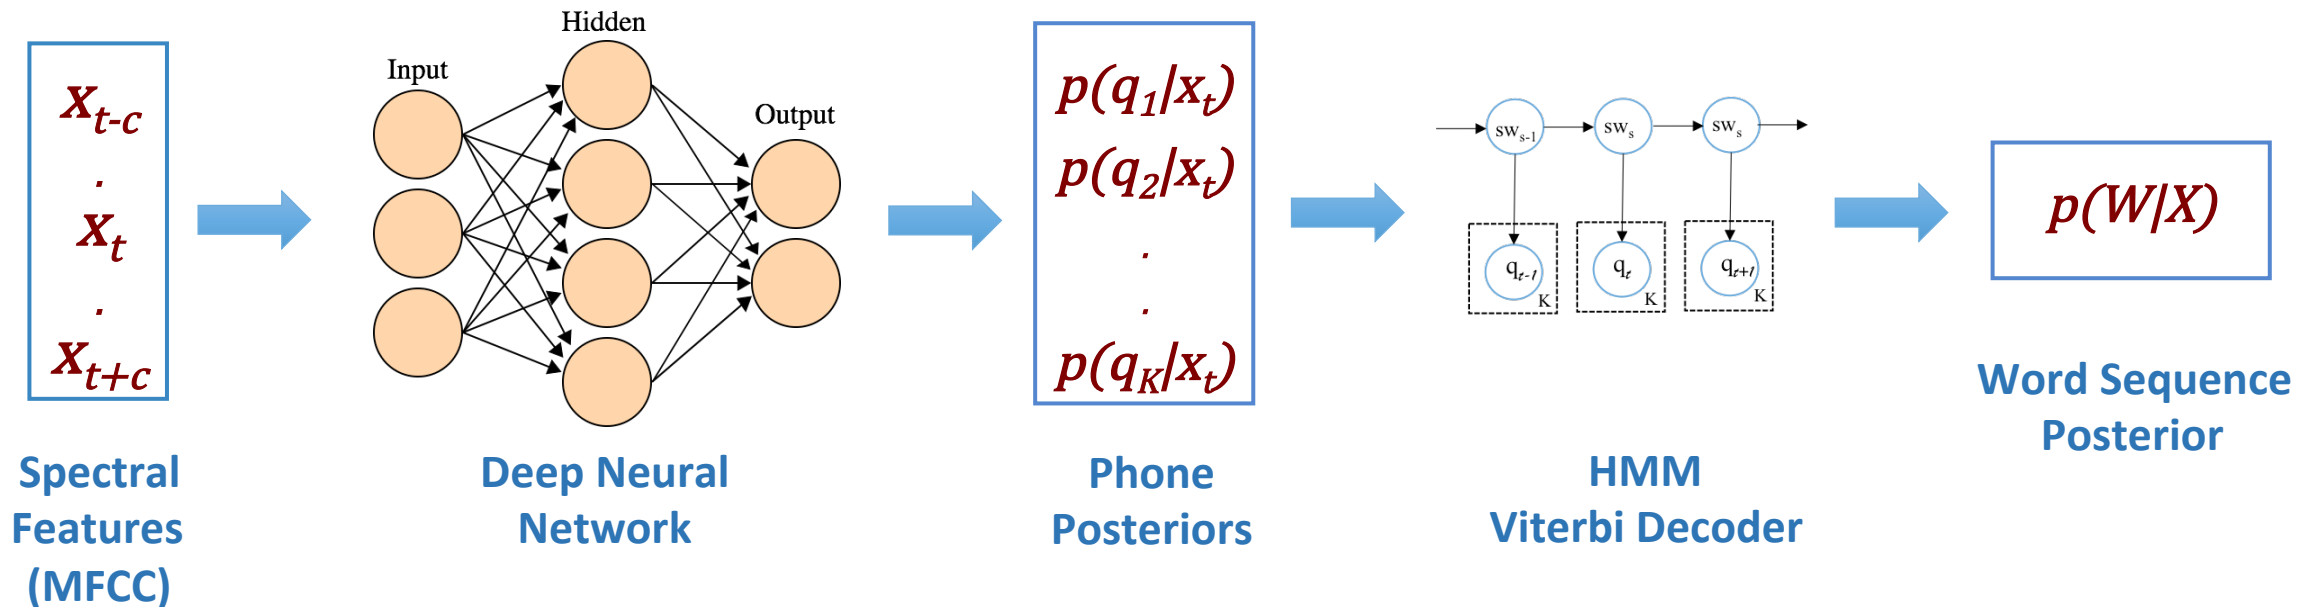 x_{t-c}
.
x_t
.
x_{t+c}
Spectral
Features
(MFCC)
Input
Hidden
Output
Deep Neural
Network
p(q_1|x_t)
p(q_2|x_t)
.
.
p(q_K|x_t)
Phone
Posteriors
sw_{s-1} sw_s sw_s
q_{t-1} q_t q_{t+1}
K K K
HMM
Viterbi Decoder
p(W|X)
Word Sequence
Posterior